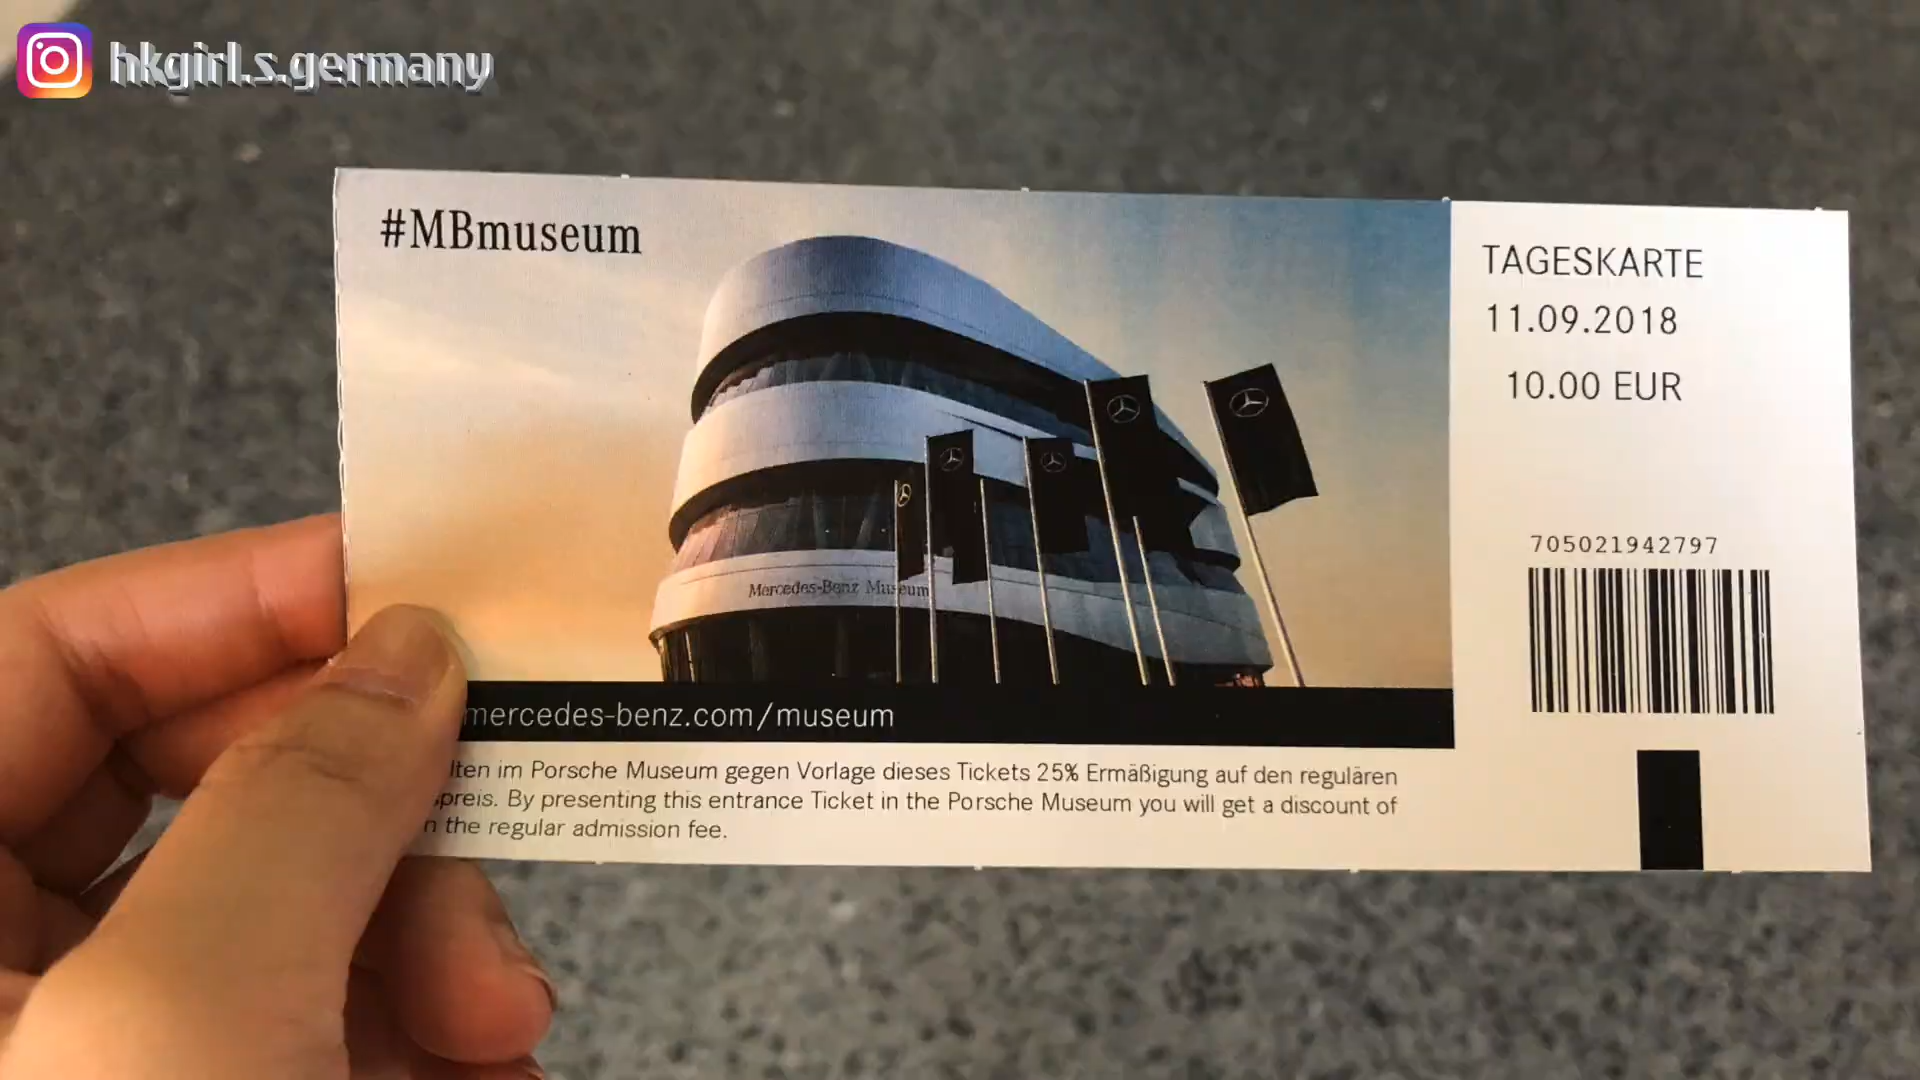 hkgirl.s.germany
#MBmuseum
Mercedes-Benz Museum
mercedes-benz.com/museum
lten im Porsche Museum gegen Vorlage dieses Tickets 25% Ermäßigung auf den regulären
preis. By presenting this entrance Ticket in the Porsche Museum you will get a discount of
n the regular admission fee.
TAGESKARTE
11.09.2018
10.00 EUR
705021942797